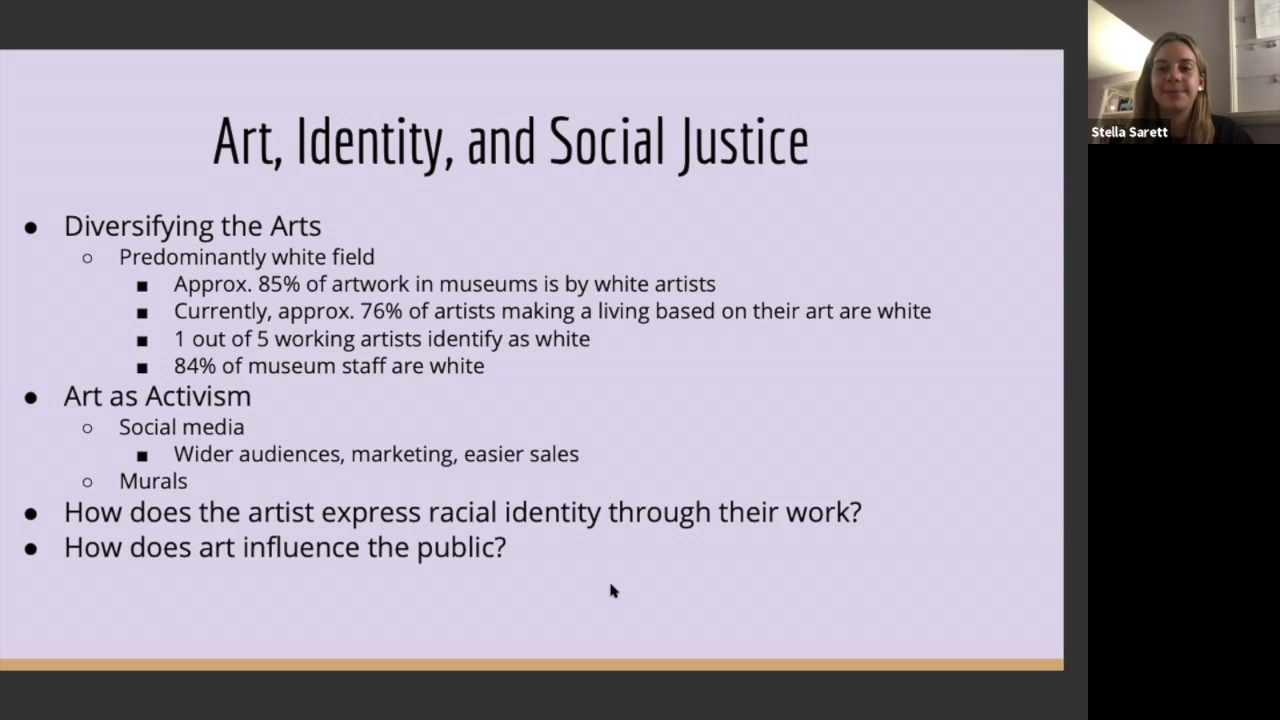 Art, Identity, and Social Justice
● Diversifying the Arts
○ Predominantly white field
■ Approx. 85% of artwork in museums is by white artists
■ Currently, approx. 76% of artists making a living based on their art are white
■ 1 out of 5 working artists identify as white
■ 84% of museum staff are white
● Art as Activism
○ Social media
■ Wider audiences, marketing, easier sales
○ Murals
● How does the artist express racial identity through their work?
● How does art influence the public?
Stella Sarett